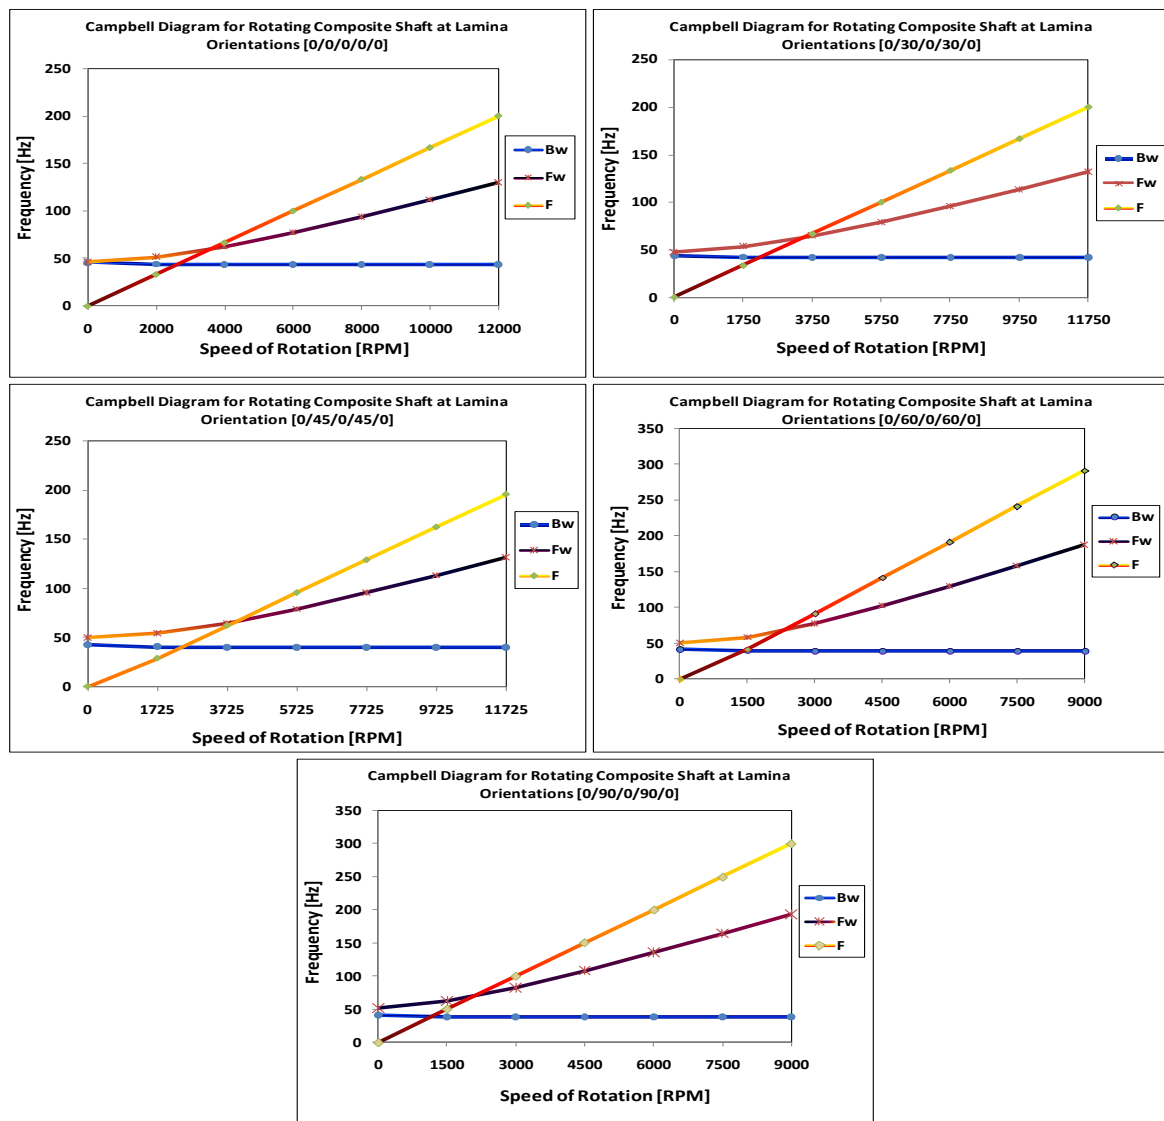 Campbell Diagram for Rotating Composite Shaft at Lamina
Orientations [0/0/0/0/0]
250
200
150
100
50
0
Frequency [Hz]
0 2000 4000 6000 8000 10000 12000
Speed of Rotation [RPM]
Bw
Fw
F
Campbell Diagram for Rotating Composite Shaft at Lamina
Orientations [0/30/0/30/0]
250
200
150
100
50
0
Frequency [Hz]
0 1750 3750 5750 7750 9750 11750
Speed of Rotation [RPM]
Bw
Fw
F
Campbell Diagram for Rotating Composite Shaft at Lamina
Orientation [0/45/0/45/0]
250
200
150
100
50
0
Frequency [Hz]
0 1725 3725 5725 7725 9725 11725
Speed of Rotation [RPM]
Bw
Fw
F
Campbell Diagram for Rotating Composite Shaft at Lamina
Orientations [0/60/0/60/0]
350
300
250
200
150
100
50
0
Frequency [Hz]
0 1500 3000 4500 6000 7500 9000
Speed of Rotation [RPM]
Bw
Fw
F
Campbell Diagram for Rotating Composite Shaft at Lamina
Orientations [0/90/0/90/0]
350
300
250
200
150
100
50
0
Frequency [Hz]
0 1500 3000 4500 6000 7500 9000
Speed of Rotation [RPM]
Bw
Fw
F